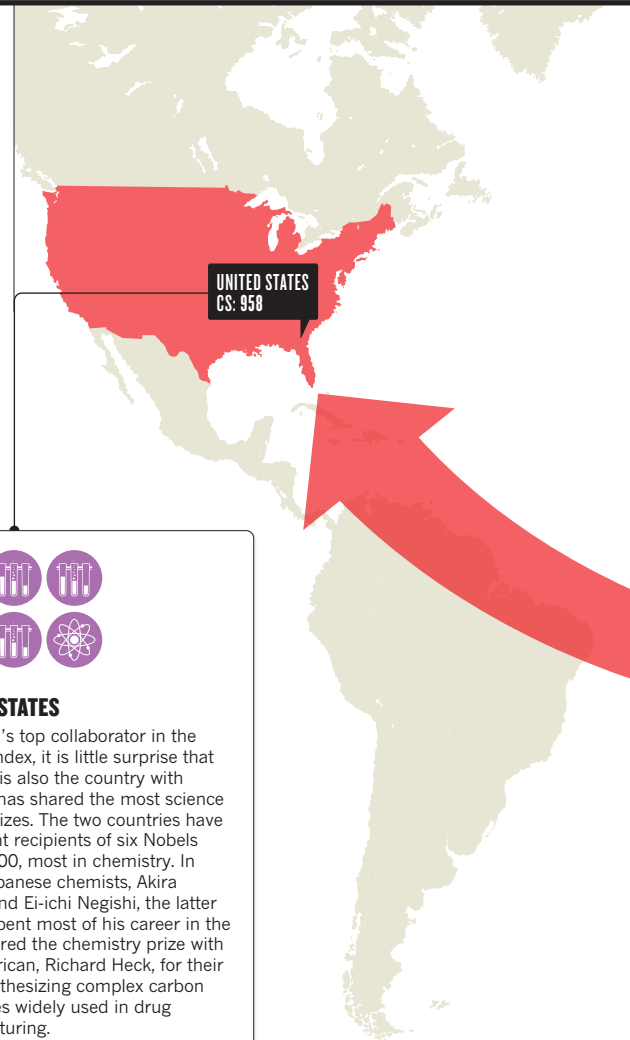 UNITED STATES
CS: 958
STATES
's top collaborator in the
ndex, it is little surprise that
is also the country with
has shared the most science
izes. The two countries have
nt recipients of six Nobels
00, most in chemistry. In
panese chemists, Akira
nd Ei-ichi Negishi, the latter
pent most of his career in the
red the chemistry prize with
rican, Richard Heck, for their
thesizing complex carbon
es widely used in drug
turing.